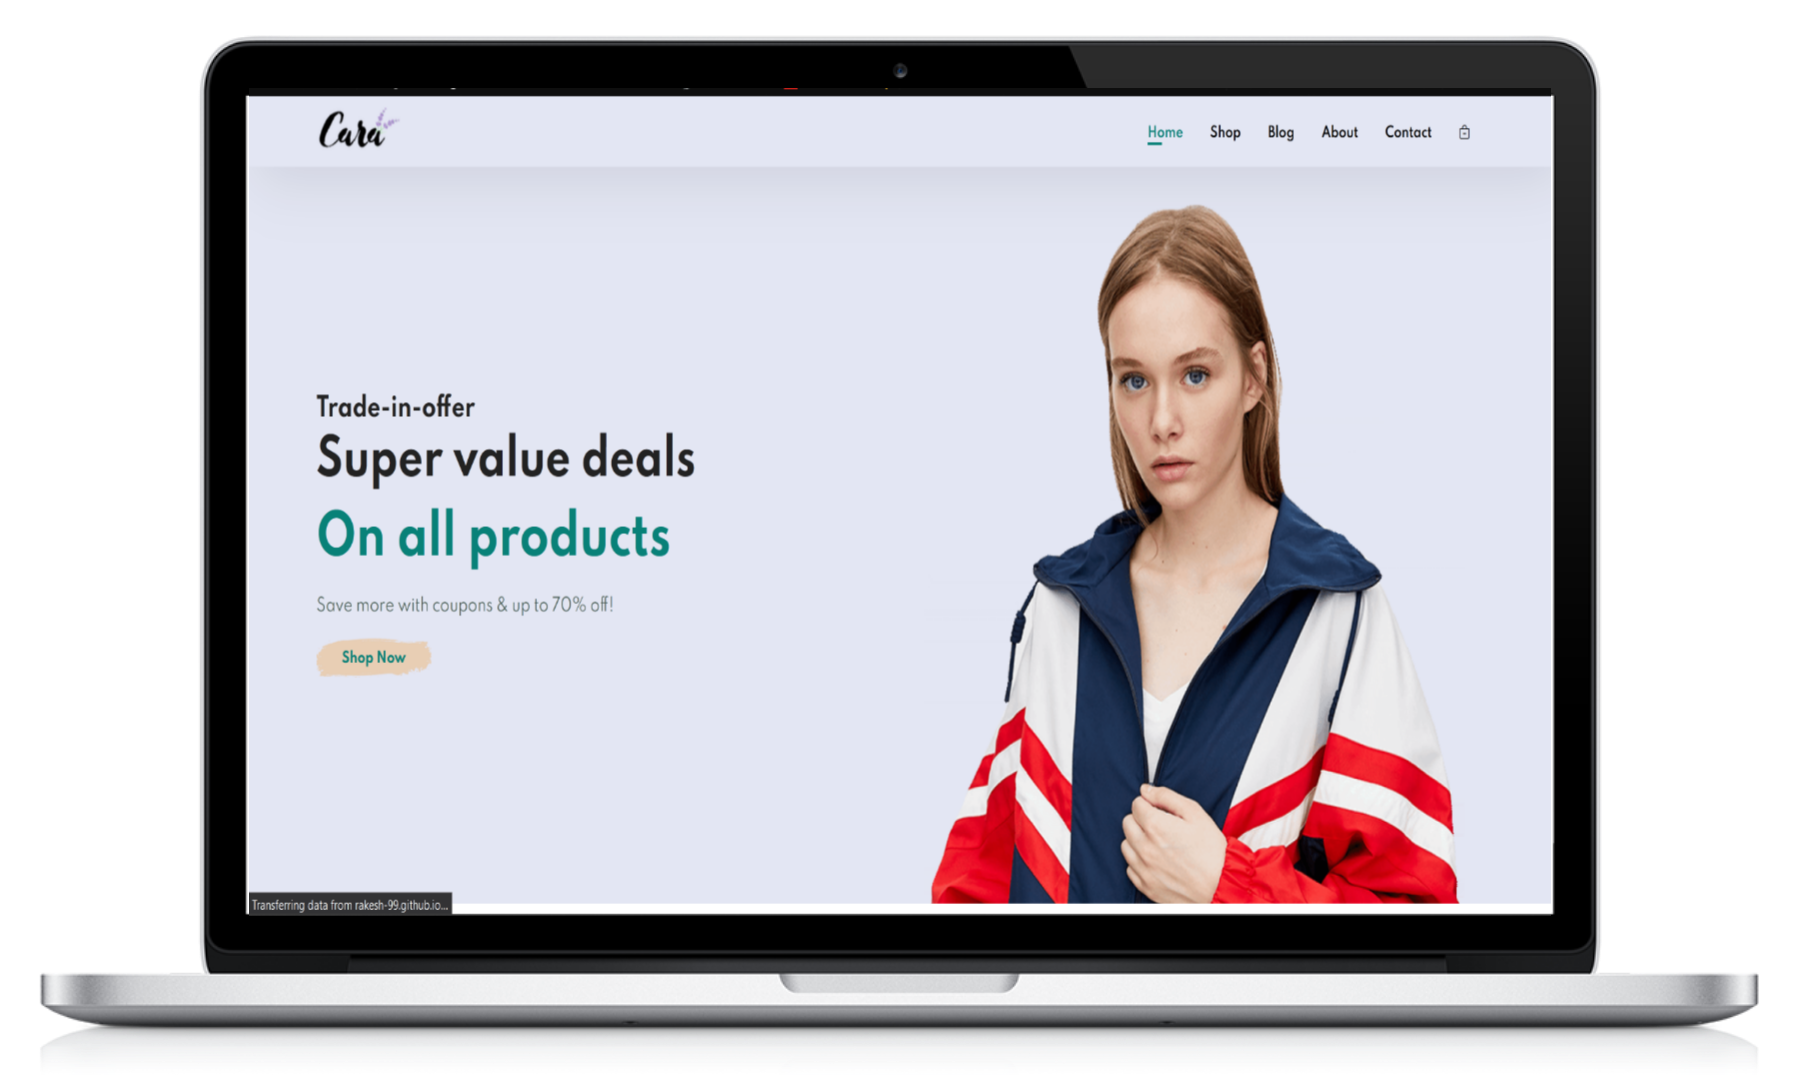 Cara
Home Shop Blog About Contact
Trade-in-offer
Super value deals
On all products
Save more with coupons & up to 70% off!
Shop Now
Transferring data from rakesh-99.github.io...